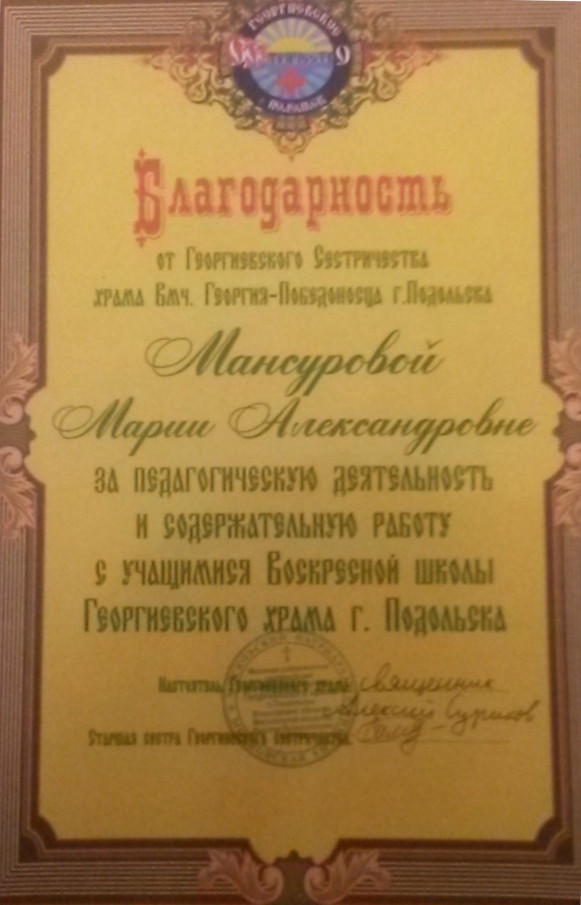 ГЕОРГИЕВСКОЕ
Благодарность
от Георгиевского Сестричества
храма Вмч. Георгия-Победоносца г.Подольска
Мансуровой
Марии Александровне
за педагогическую деятельность
и содержательную работу
с учащимися Воскресной школы
Георгиевского храма г. Подольска
Настоятель Георгиевского храма священник
Алексий Суриков
Старшая сестра Георгиевского сестричества